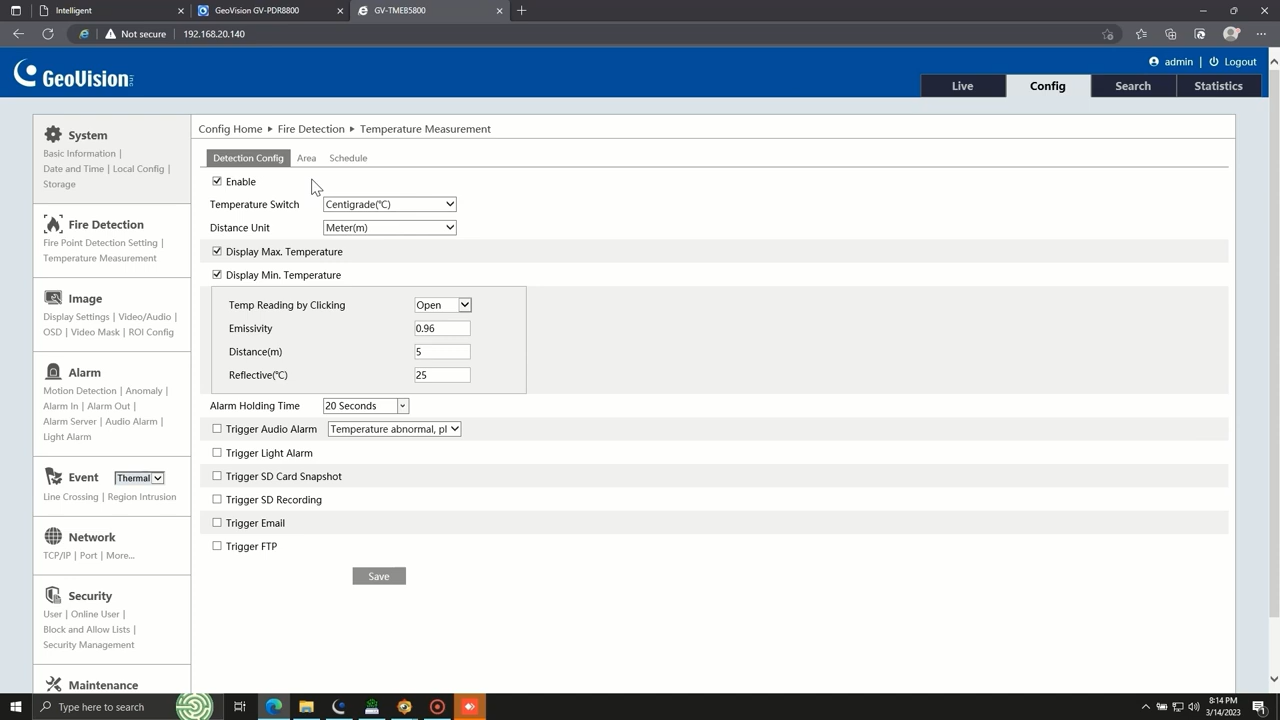 Intelligent
GeoVision GV-PDR8800
GV-TMEB5800
Not secure
192.168.20.140
GeoVision
admin | Logout
Live
Config
Search
Statistics
System
Basic Information |
Date and Time | Local Config |
Storage
Fire Detection
Fire Point Detection Setting |
Temperature Measurement
Image
Display Settings | Video/Audio |
OSD | Video Mask | ROI Config
Alarm
Motion Detection | Anomaly |
Alarm In | Alarm Out |
Alarm Server | Audio Alarm |
Light Alarm
Event
Thermal
Line Crossing | Region Intrusion
Network
TCP/IP | Port | More...
Security
User | Online User |
Block and Allow Lists |
Security Management
Maintenance
Config Home ▸ Fire Detection ▸ Temperature Measurement
Detection Config
Area
Schedule
Enable
Temperature Switch
Centigrade(℃)
Distance Unit
Meter(m)
Display Max. Temperature
Display Min. Temperature
Temp Reading by Clicking
Open
Emissivity
0.96
Distance(m)
5
Reflective(℃)
25
Alarm Holding Time
20 Seconds
Trigger Audio Alarm
Temperature abnormal, pl
Trigger Light Alarm
Trigger SD Card Snapshot
Trigger SD Recording
Trigger Email
Trigger FTP
Save
Type here to search
8:14 PM
3/14/2023